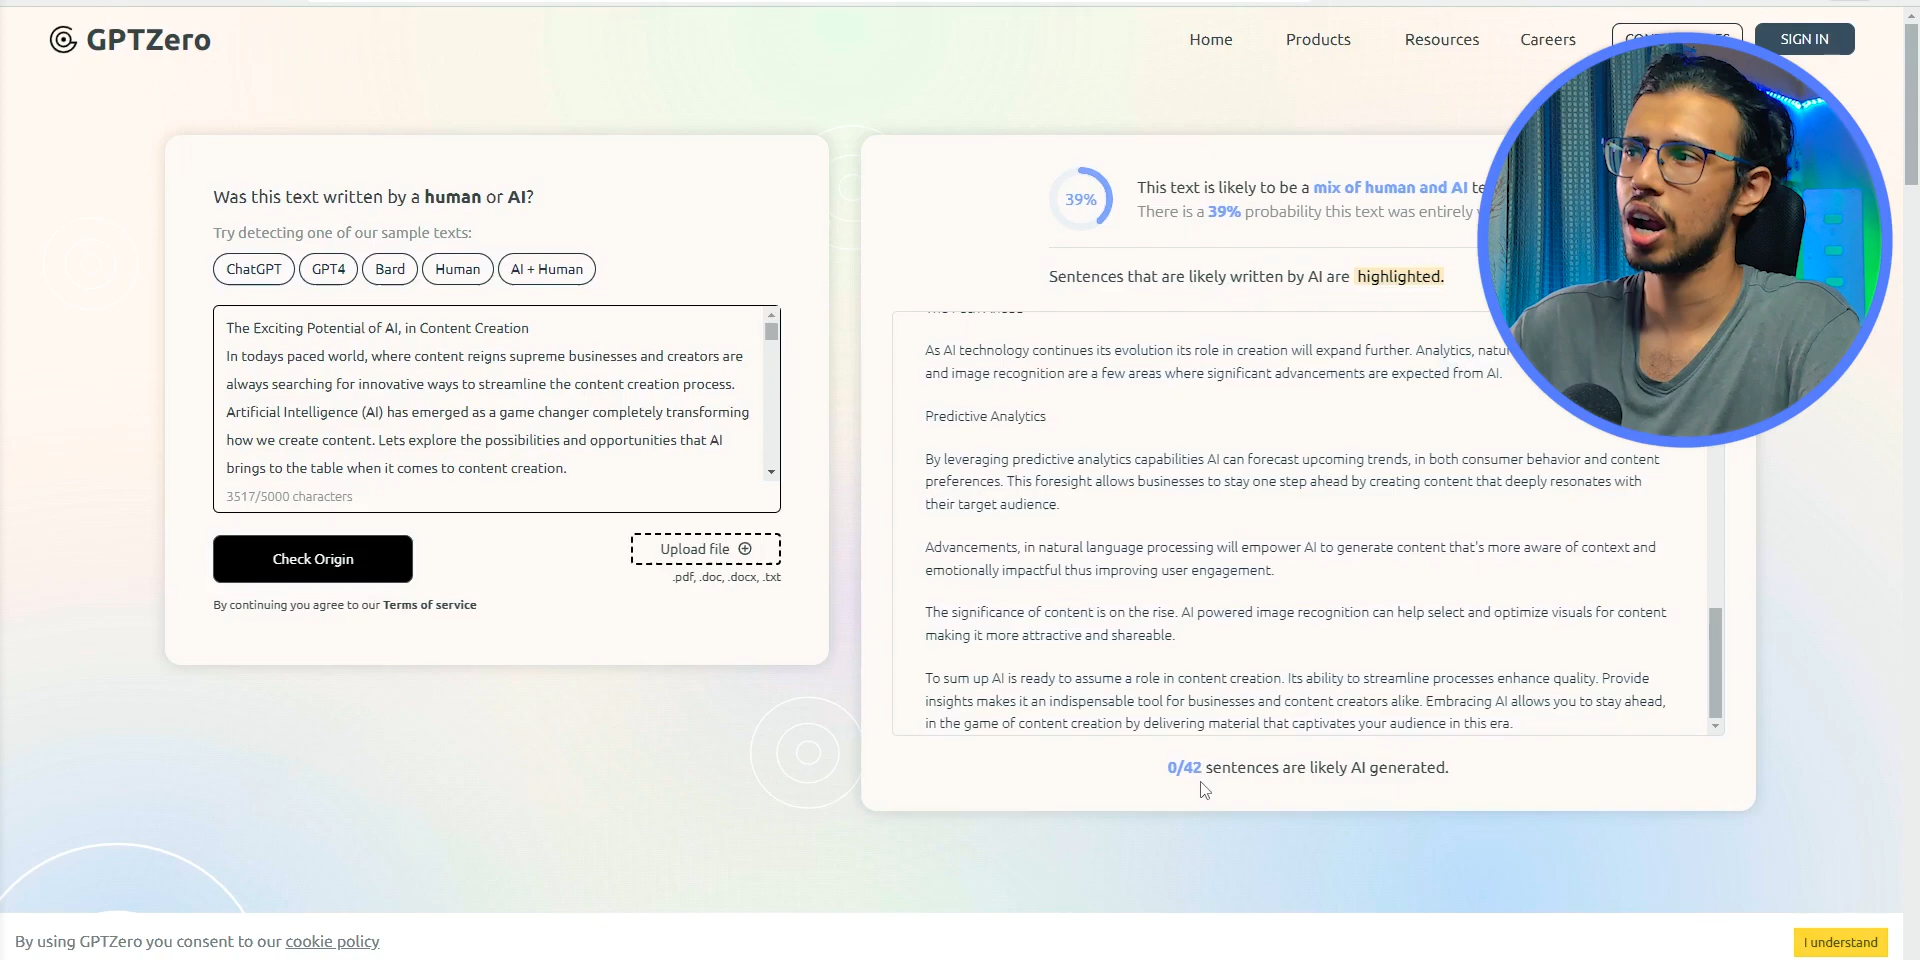 GPTZero
Home
Products
Resources
Careers
SIGN IN
Was this text written by a human or AI?
Try detecting one of our sample texts:
ChatGPT
GPT4
Bard
Human
AI + Human
The Exciting Potential of AI, in Content Creation
In todays paced world, where content reigns supreme businesses and creators are
always searching for innovative ways to streamline the content creation process.
Artificial Intelligence (AI) has emerged as a game changer completely transforming
how we create content. Lets explore the possibilities and opportunities that AI
brings to the table when it comes to content creation.
3517/5000 characters
Check Origin
Upload file
.pdf, .doc, .docx, .txt
By continuing you agree to our Terms of service
39%
This text is likely to be a mix of human and AI
There is a 39% probability this text was entirely
Sentences that are likely written by AI are highlighted.
As AI technology continues its evolution its role in creation will expand further. Analytics,
and image recognition are a few areas where significant advancements are expected from AI.
Predictive Analytics
By leveraging predictive analytics capabilities AI can forecast upcoming trends, in both consumer behavior and content
preferences. This foresight allows businesses to stay one step ahead by creating content that deeply resonates with
their target audience.
Advancements, in natural language processing will empower AI to generate content that's more aware of context and
emotionally impactful thus improving user engagement.
The significance of content is on the rise. AI powered image recognition can help select and optimize visuals for content
making it more attractive and shareable.
To sum up AI is ready to assume a role in content creation. Its ability to streamline processes enhance quality. Provide
insights makes it an indispensable tool for businesses and content creators alike. Embracing AI allows you to stay ahead,
in the game of content creation by delivering material that captivates your audience in this era.
0/42 sentences are likely AI generated.
By using GPTZero you consent to our cookie policy
I understand